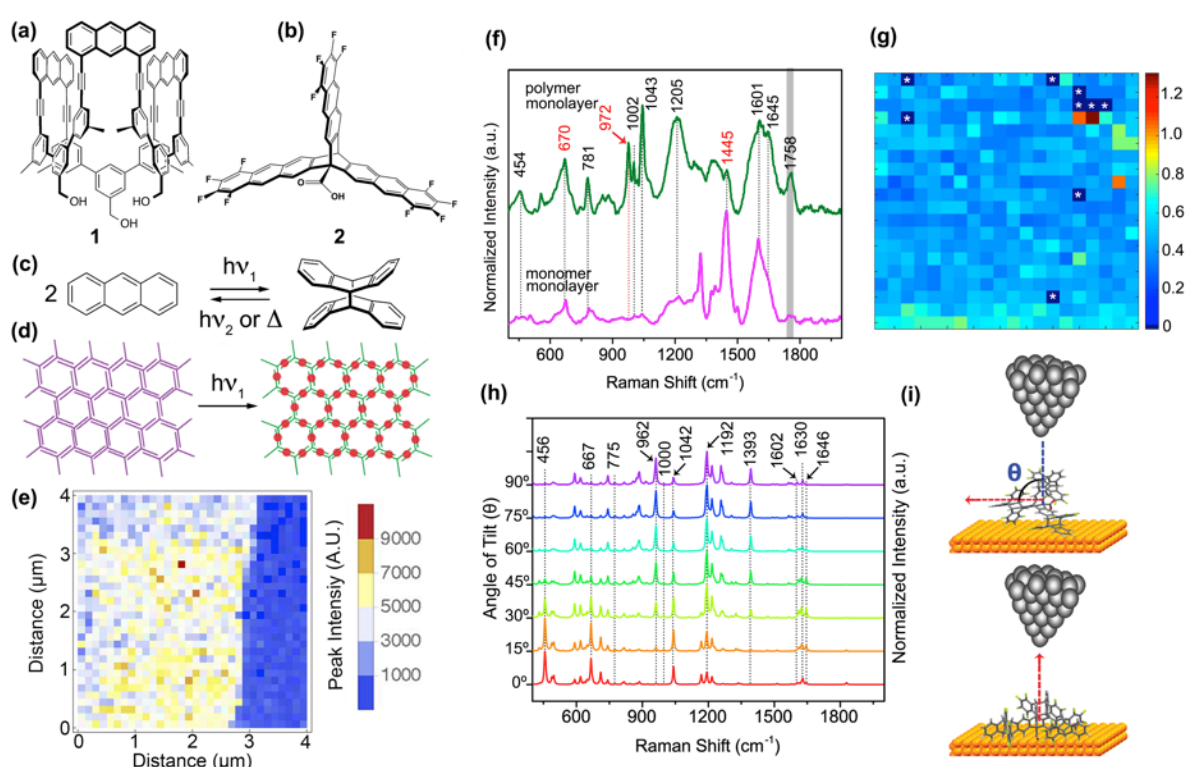 (a)
OH
OH
OH
1
(b)
F
F
F
F
F
F
F
F
F
F
F
F
O
OH
2
(c)
2
hν1
hν2 or Δ
(d)
hν1
(e)
4
3
2
1
0
Distance (μm)
0
1
2
3
4
Distance (μm)
9000
7000
5000
3000
1000
Peak Intensiy (A.U.)
(f)
Normalized Intensity (a.u.)
polymer
monolayer
454
670
781
972
1002
1043
1205
1445
1601
1645
1758
monomer
monolayer
600
900
1200
1500
1800
Raman Shift (cm-1)
(g)
* *
*
* * *
*
*
*
1.2
1.0
0.8
0.6
0.4
0.2
0
(h)
Angle of Tilt (θ)
456
667
775
962
1000
1042
1192
1393
1602
1630
1646
90°
75°
60°
45°
30°
15°
0°
600
900
1200
1500
1800
Raman Shift (cm-1)
Normalized Intensity (a.u.)
(i)
θ